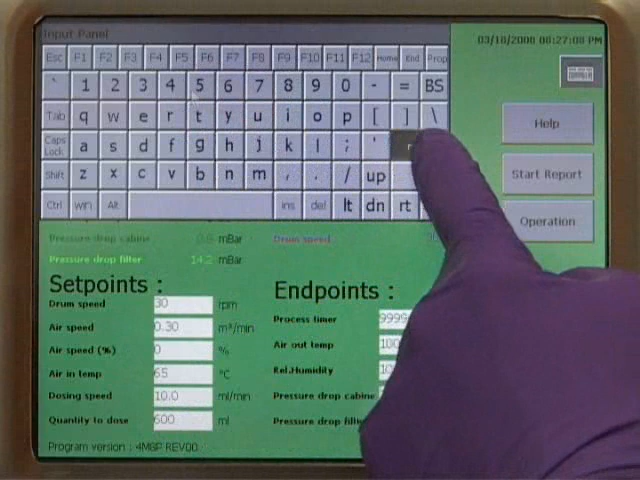 Input Panel
03/18/2008 08:27:08 PM
Esc F1 F2 F3 F4 F5 F6 F7 F8 F9 F10 F11 F12 Home End Prop
` 1 2 3 4 5 6 7 8 9 0 - = BS
Tab q w e r t y u i o p [ ] \
Caps Lock a s d f g h j k l ; '
Shift z x c v b n m , . / up
Ctrl win Alt ins del lt dn rt
Help
Start Report
Operation
Pressure drop cabine mBar Drum speed
Pressure drop filter 14.2 mBar
Setpoints :
Drum speed 30 rpm
Air speed 0.30 m³/min
Air speed (%) 0 %
Air in temp 65 °C
Dosing speed 10.0 ml/min
Quantity to dose 600 ml
Endpoints :
Process timer 9999
Air out temp
Rel.Humidity
Pressure drop cabine
Pressure drop
Program version : 4MGP REV00